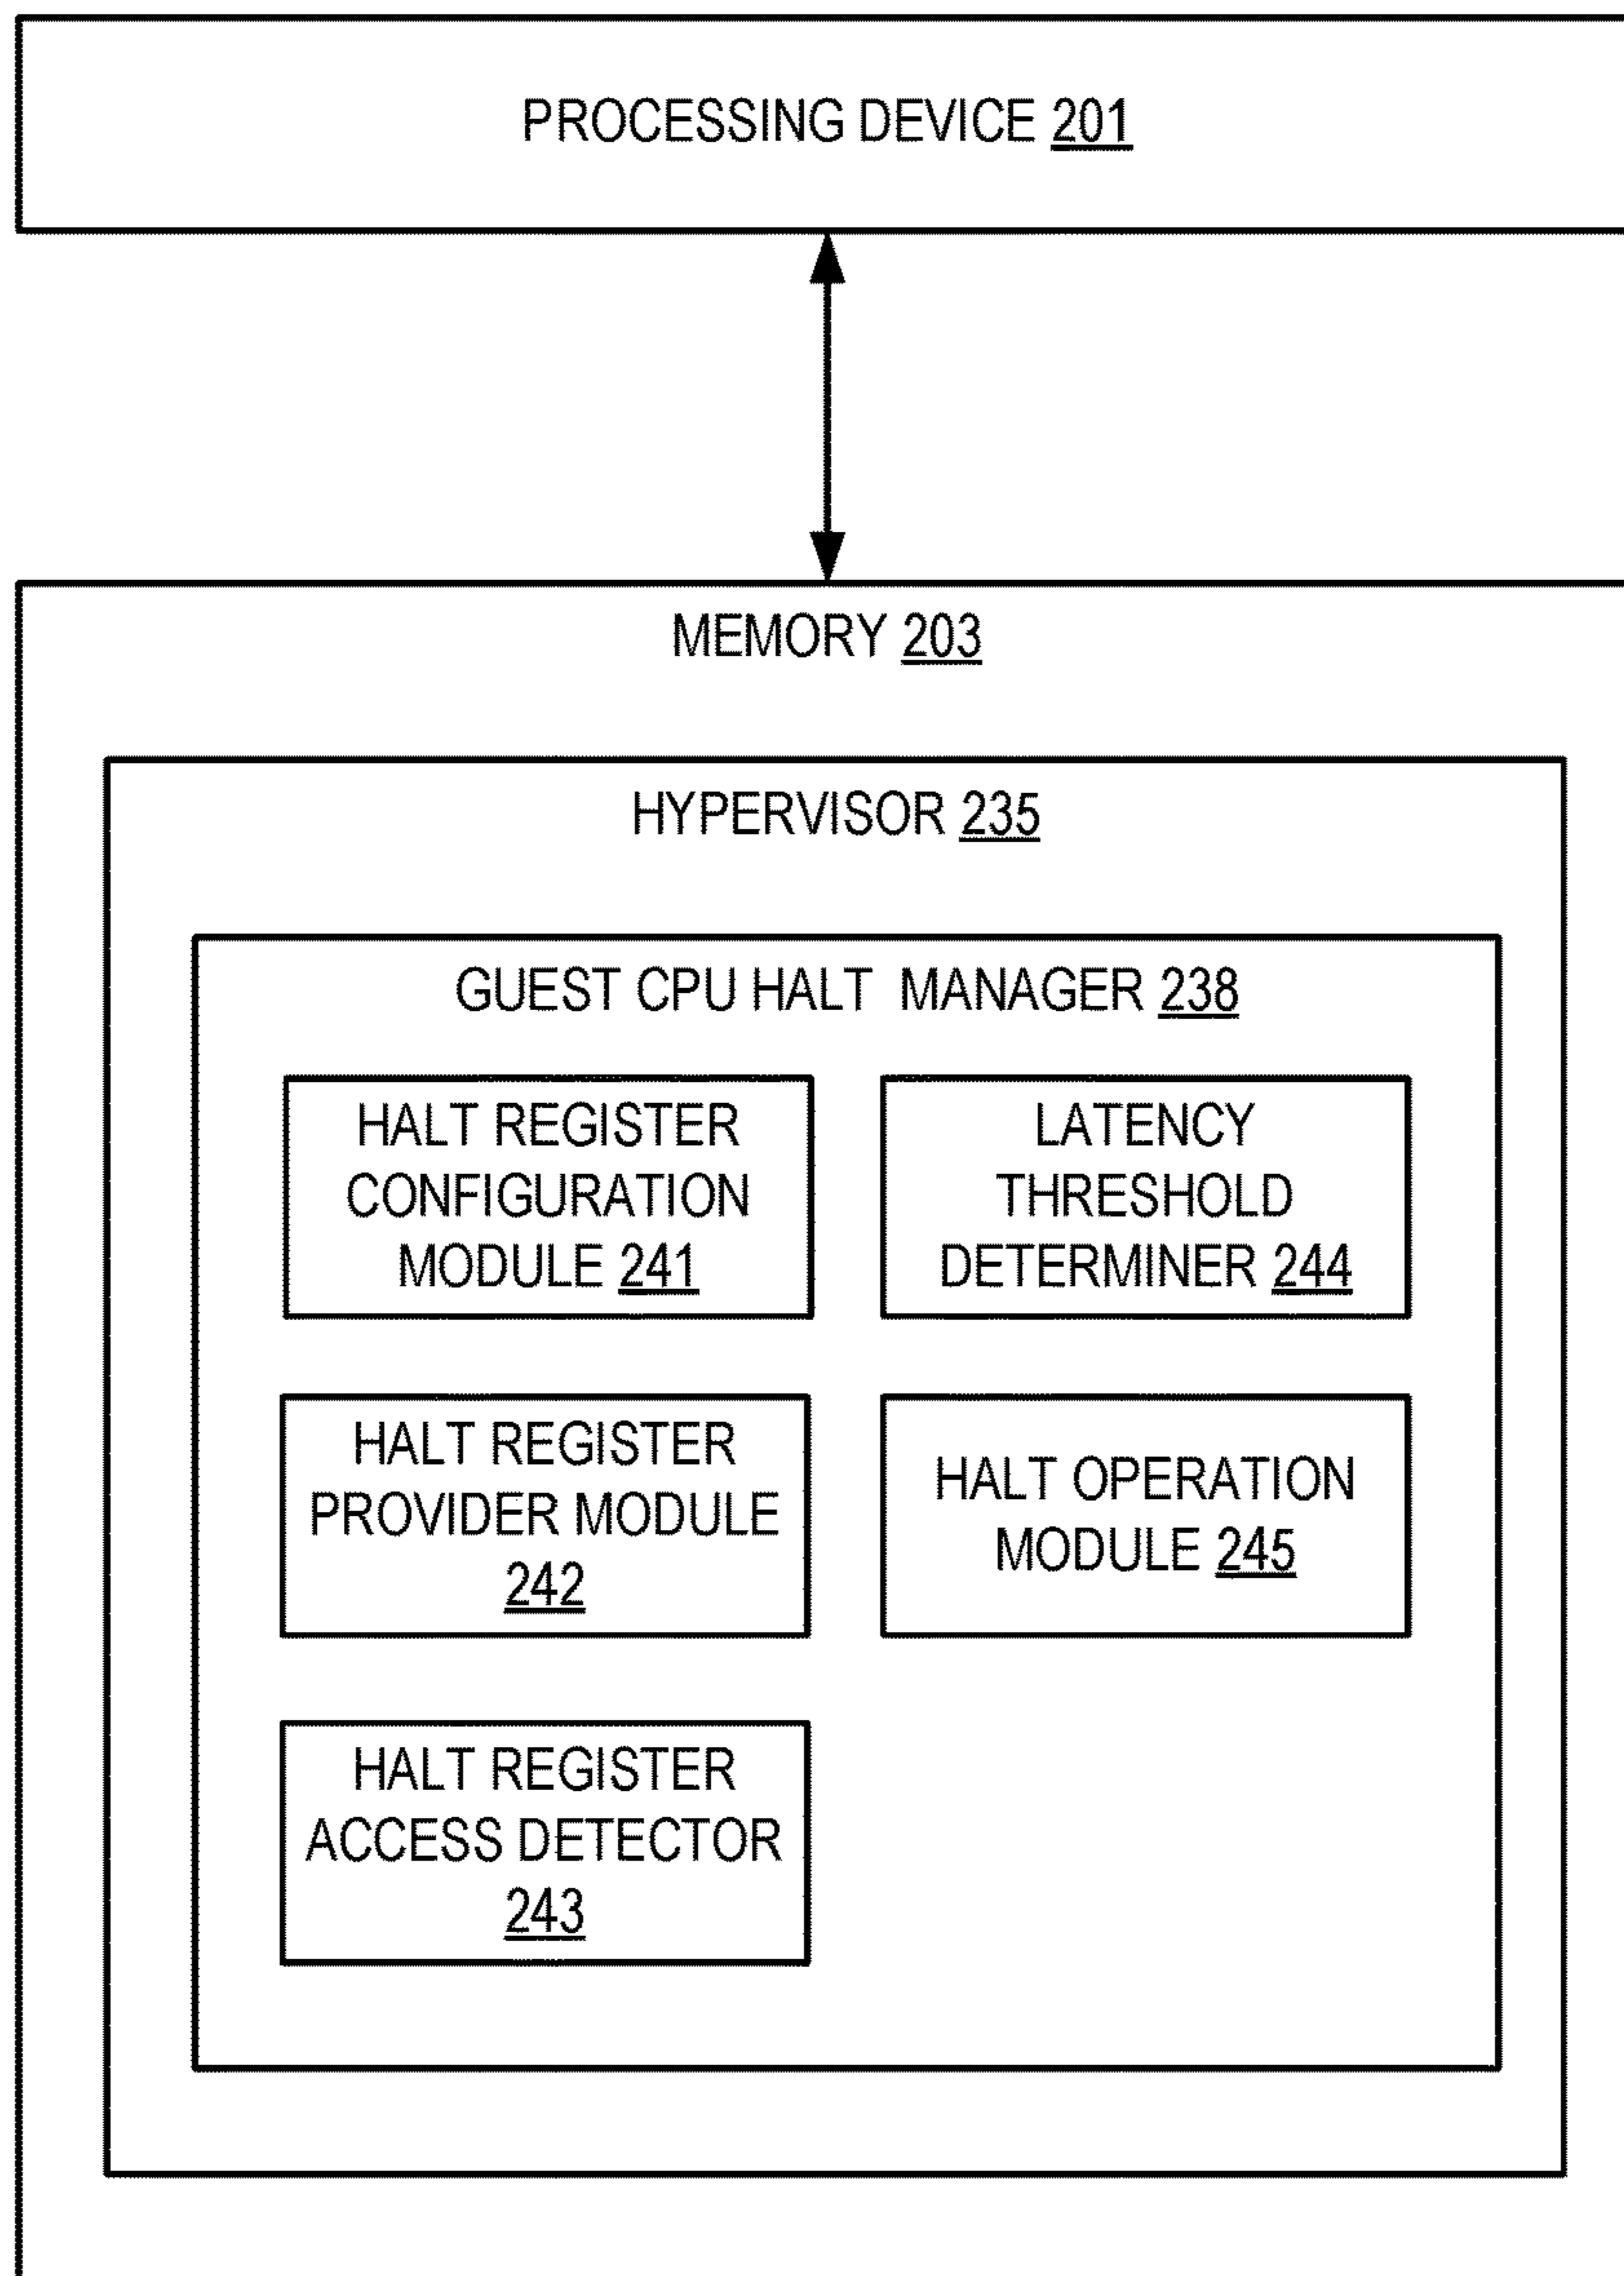 PROCESSING DEVICE 201
MEMORY 203
HYPERVISOR 235
GUEST CPU HALT MANAGER 238
HALT REGISTER
CONFIGURATION
MODULE 241
LATENCY
THRESHOLD
DETERMINER 244
HALT REGISTER
PROVIDER MODULE
242
HALT OPERATION
MODULE 245
HALT REGISTER
ACCESS DETECTOR
243